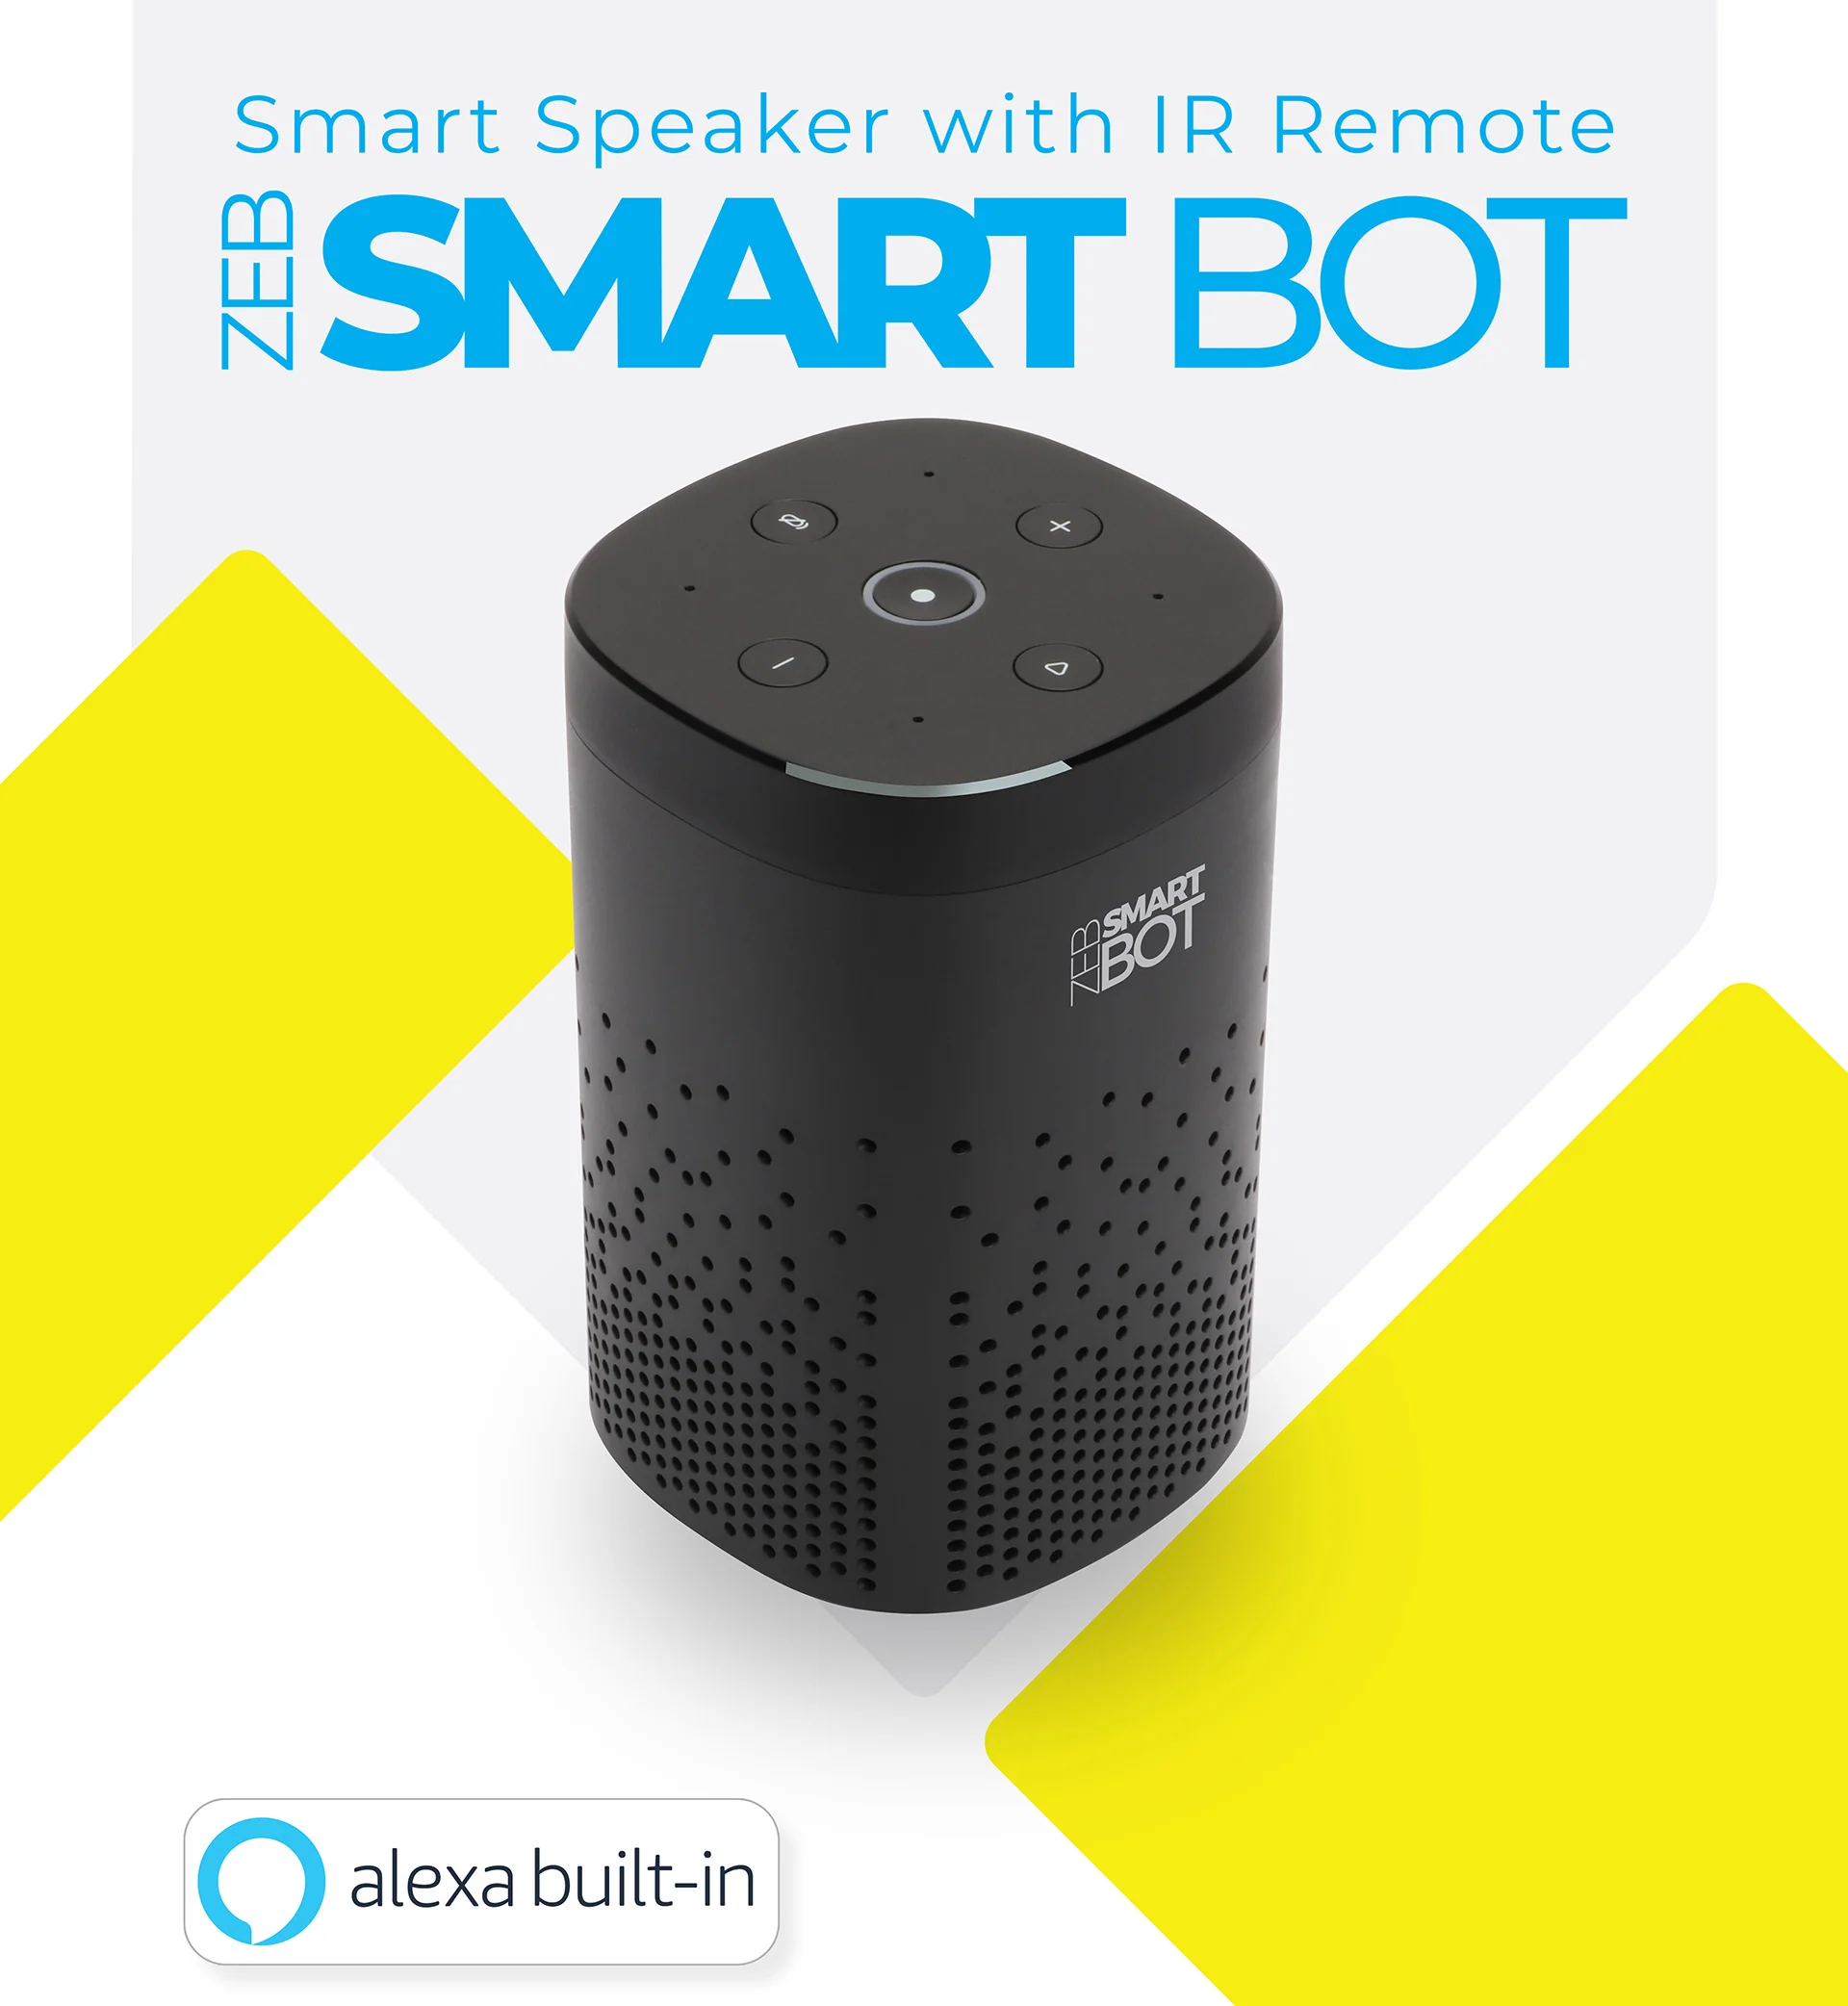 Smart Speaker with IR Remote
ZEB SMART BOT
ZEB SMART
BOT
alexa built-in